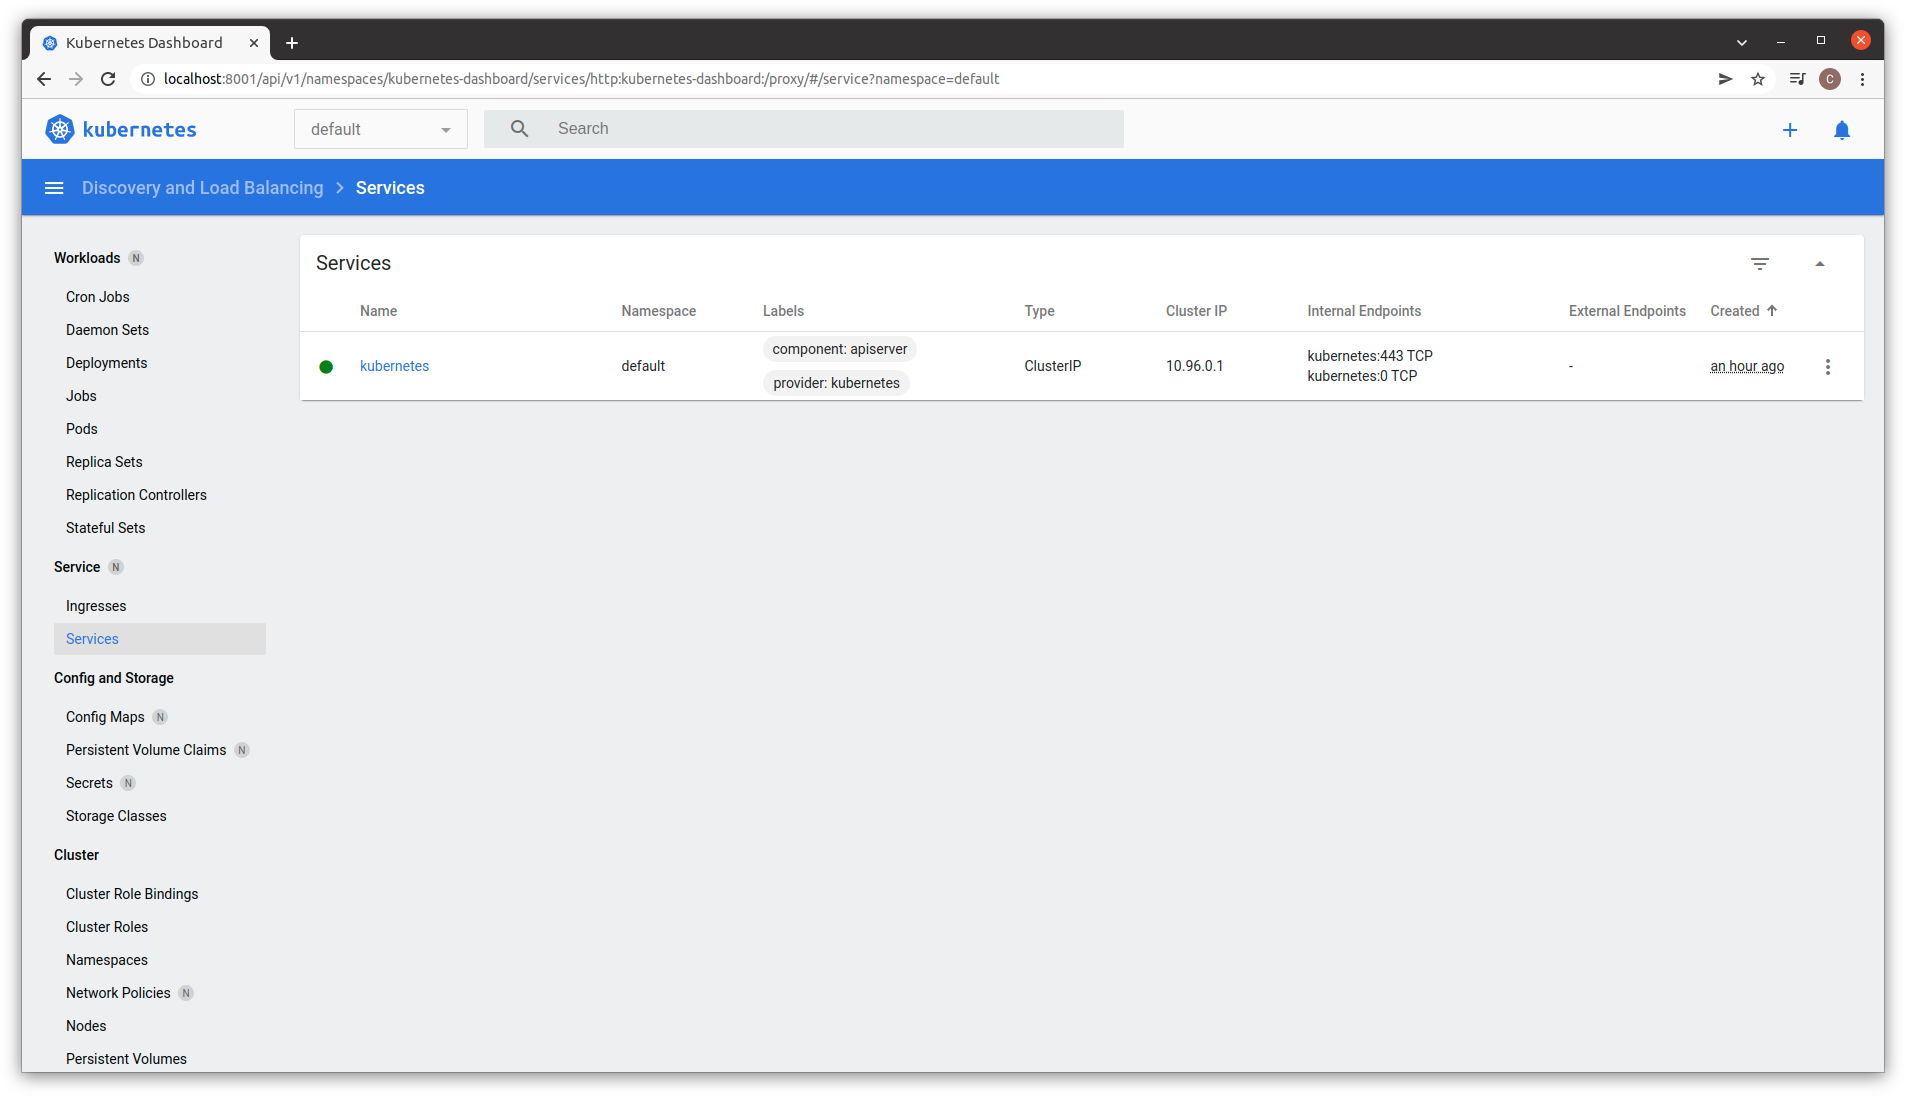 Kubernetes Dashboard
localhost:8001/api/v1/namespaces/kubernetes-dashboard/services/http:kubernetes-dashboard:/proxy/#/service?namespace=default
C
kubernetes
default
Search
Discovery and Load Balancing > Services
Workloads N
Cron Jobs
Daemon Sets
Deployments
Jobs
Pods
Replica Sets
Replication Controllers
Stateful Sets
Service N
Ingresses
Services
Config and Storage
Config Maps N
Persistent Volume Claims N
Secrets N
Storage Classes
Cluster
Cluster Role Bindings
Cluster Roles
Namespaces
Network Policies N
Nodes
Persistent Volumes
Services
Name Namespace Labels Type Cluster IP Internal Endpoints External Endpoints Created
kubernetes
default
component: apiserver
provider: kubernetes
ClusterIP
10.96.0.1
kubernetes:443 TCP
kubernetes:0 TCP
-
an hour ago